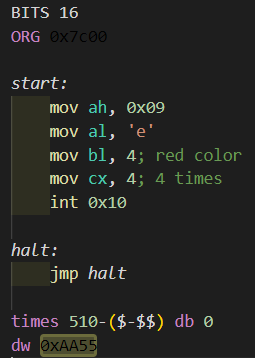 BITS 16
ORG 0x7c00
start:
mov ah, 0x09
mov al, 'e'
mov bl, 4; red color
mov cx, 4; 4 times
int 0x10
halt:
jmp halt
times 510-($-$$) db 0
dw 0xAA55